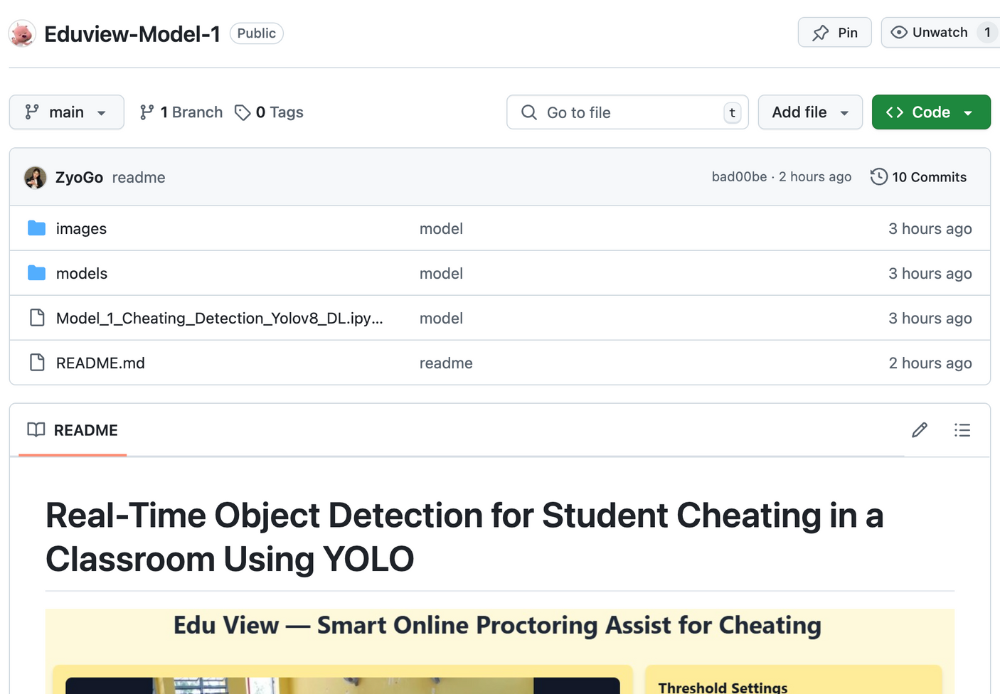 Eduview-Model-1 Public Pin Unwatch 1
main 1 Branch 0 Tags Go to file t Add file Code
ZyoGo readme bad00be · 2 hours ago 10 Commits
images model 3 hours ago
models model 3 hours ago
Model_1_Cheating_Detection_Yolov8_DL.ipy... model 3 hours ago
README.md readme 2 hours ago
README
Real-Time Object Detection for Student Cheating in a
Classroom Using YOLO
Edu View — Smart Online Proctoring Assist for Cheating
Threshold Settings